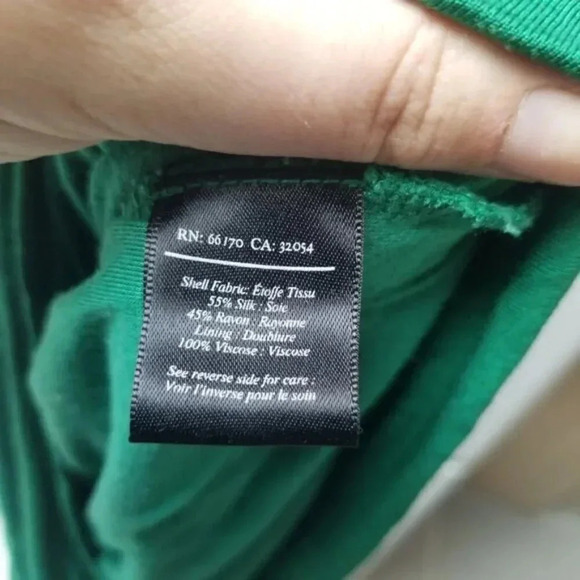 RN: 66170 CA: 32054
Shell Fabric: Étoffe Tissu
55% Silk : Soie
45% Rayon : Rayonne
Lining : Doublure
100% Viscose : Viscose
See reverse side for care :
Voir l'inverse pour le soin